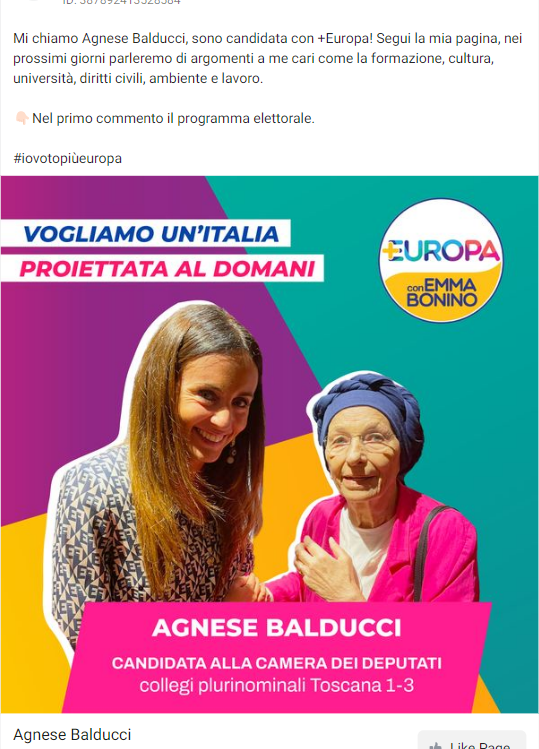 Mi chiamo Agnese Balducci, sono candidata con +Europa! Segui la mia pagina, nei
prossimi giorni parleremo di argomenti a me cari come la formazione, cultura,
università, diritti civili, ambiente e lavoro.
👇🏻 Nel primo commento il programma elettorale.
#iovotopiùeuropa
VOGLIAMO UN'ITALIA
PROIETTATA AL DOMANI
+EUROPA
con EMMA
BONINO
AGNESE BALDUCCI
CANDIDATA ALLA CAMERA DEI DEPUTATI
collegi plurinominali Toscana 1-3
Agnese Balducci
Like Page